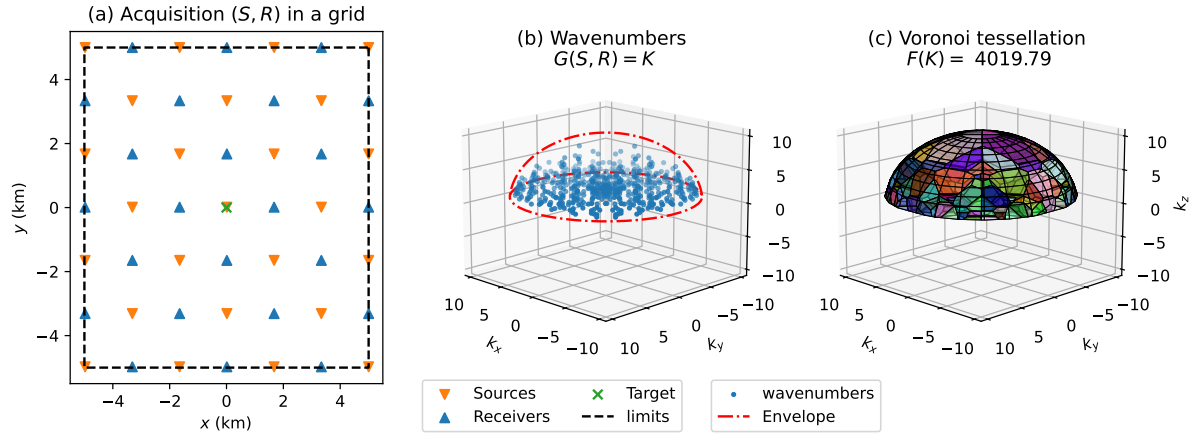 (a) Acquisition (S, R) in a grid
y (km)
4
2
0
−2
−4
−4 −2 0 2 4
x (km)
(b) Wavenumbers
G(S, R) = K
10
5
0
−5
−10
10 5 0 −5 −10
k_x
10 5 0 −5 −10
k_y
(c) Voronoi tessellation
F(K) = 4019.79
10
5
0
−5
−10
k_z
10 5 0 −5 −10
k_x
10 5 0 −5 −10
k_y
Sources
Receivers
Target
limits
wavenumbers
Envelope